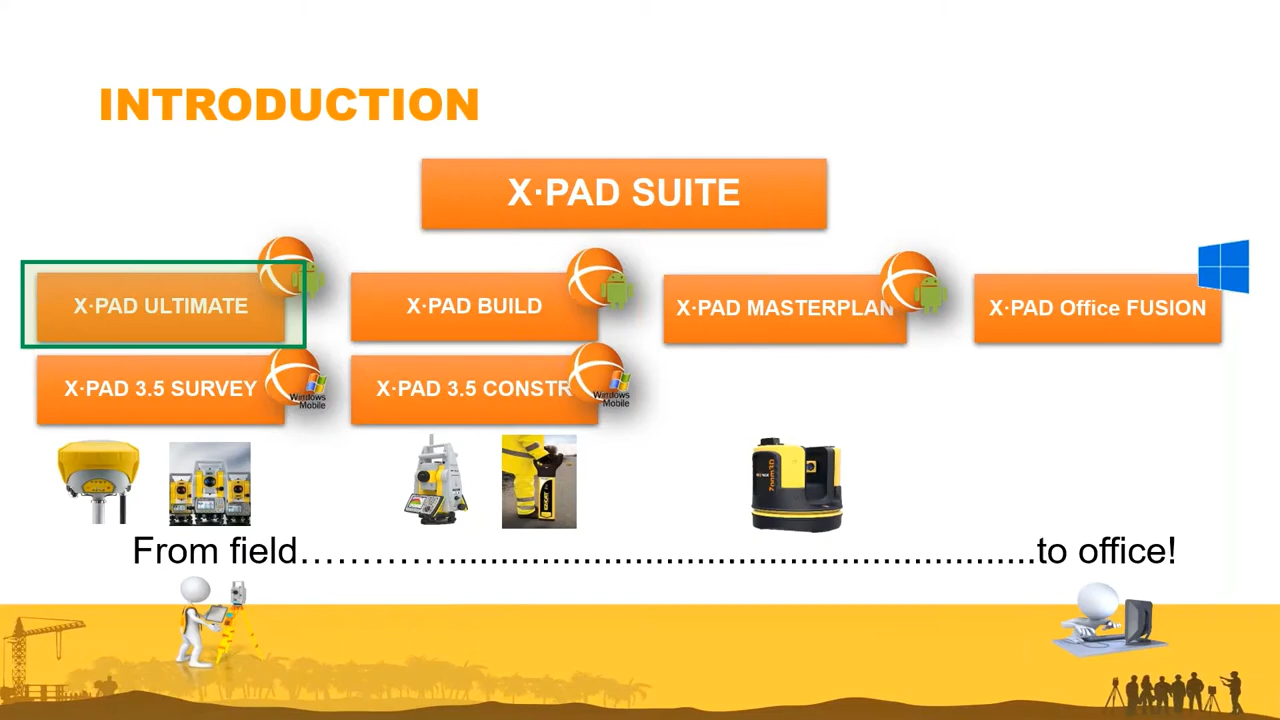 INTRODUCTION
X·PAD SUITE
X·PAD ULTIMATE
X·PAD BUILD
X·PAD MASTERPLAN
X·PAD Office FUSION
X·PAD 3.5 SURVEY
Windows Mobile
X·PAD 3.5 CONSTR
Windows Mobile
Zoom3D
From field…………................................................................to office!